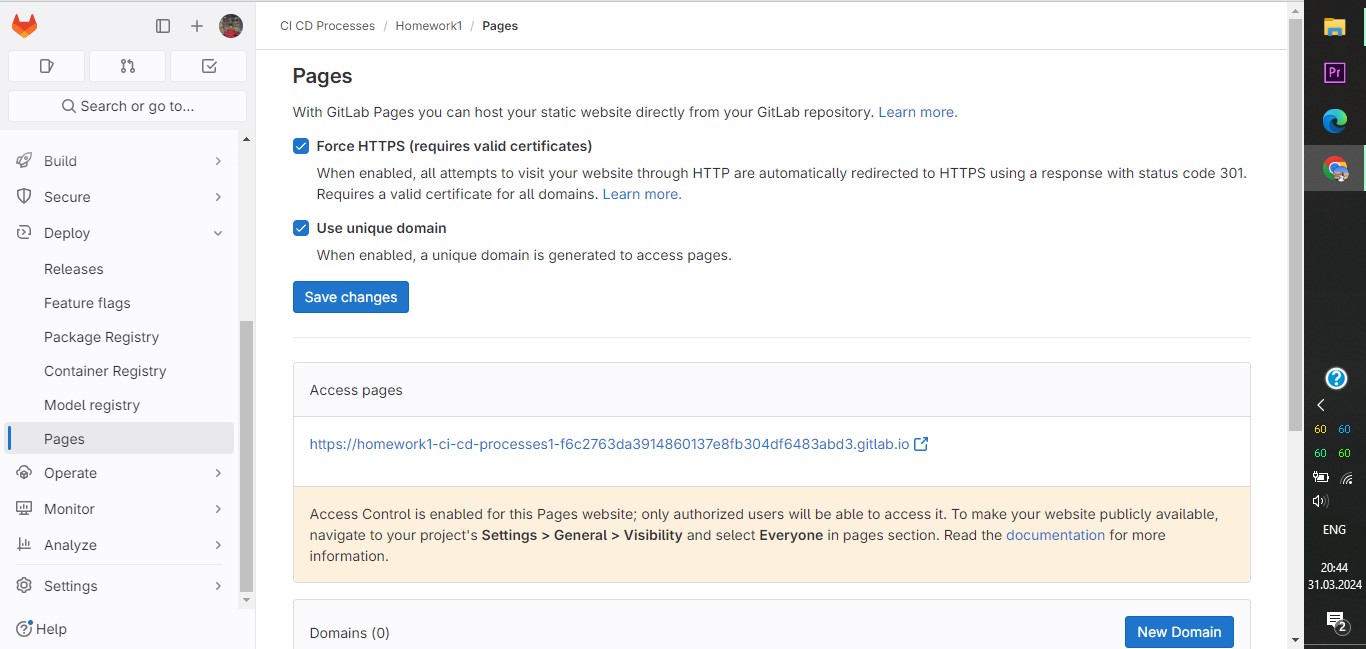 CI CD Processes / Homework1 / Pages
Search or go to...
Build
Secure
Deploy
Releases
Feature flags
Package Registry
Container Registry
Model registry
Pages
Operate
Monitor
Analyze
Settings
Help
Pages
With GitLab Pages you can host your static website directly from your GitLab repository. Learn more.
Force HTTPS (requires valid certificates)
When enabled, all attempts to visit your website through HTTP are automatically redirected to HTTPS using a response with status code 301.
Requires a valid certificate for all domains. Learn more.
Use unique domain
When enabled, a unique domain is generated to access pages.
Save changes
Access pages
https://homework1-ci-cd-processes1-f6c2763da3914860137e8fb304df6483abd3.gitlab.io
Access Control is enabled for this Pages website; only authorized users will be able to access it. To make your website publicly available,
navigate to your project's Settings > General > Visibility and select Everyone in pages section. Read the documentation for more
information.
Domains (0)
New Domain
Pr
60 60
60 60
ENG
20:44
31.03.2024
2